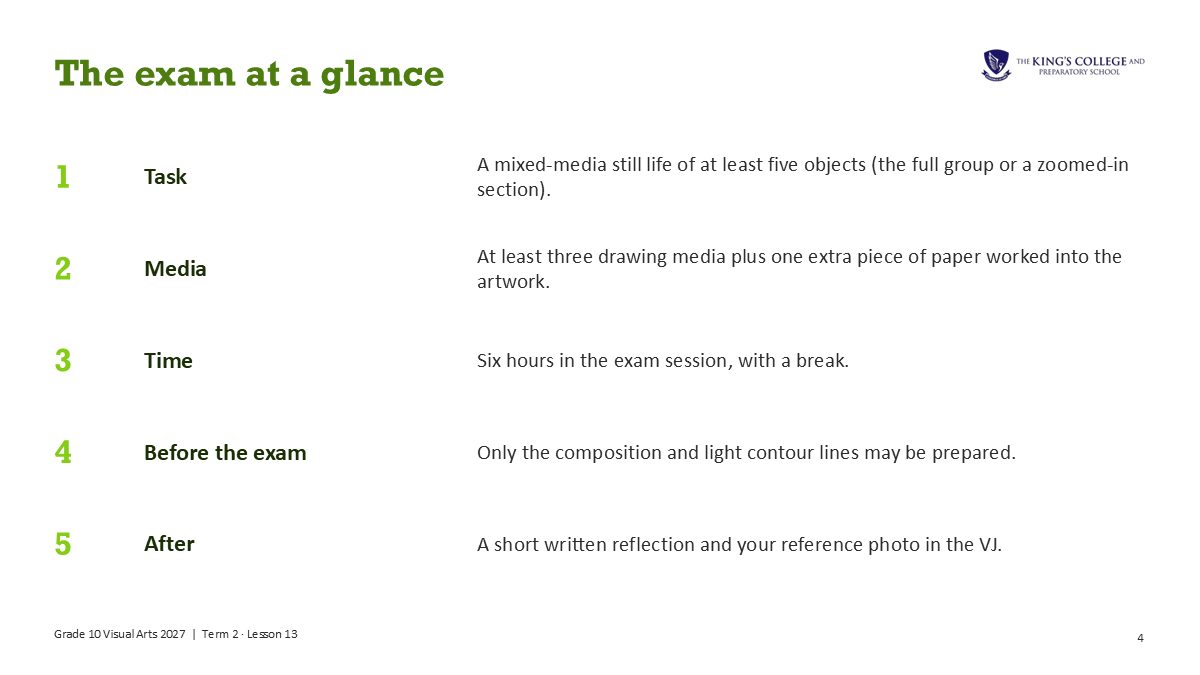 The exam at a glance
THE KING'S COLLEGE AND
PREPARATORY SCHOOL
1
Task
A mixed-media still life of at least five objects (the full group or a zoomed-in
section).
2
Media
At least three drawing media plus one extra piece of paper worked into the
artwork.
3
Time
Six hours in the exam session, with a break.
4
Before the exam
Only the composition and light contour lines may be prepared.
5
After
A short written reflection and your reference photo in the VJ.
Grade 10 Visual Arts 2027 | Term 2 · Lesson 13
4